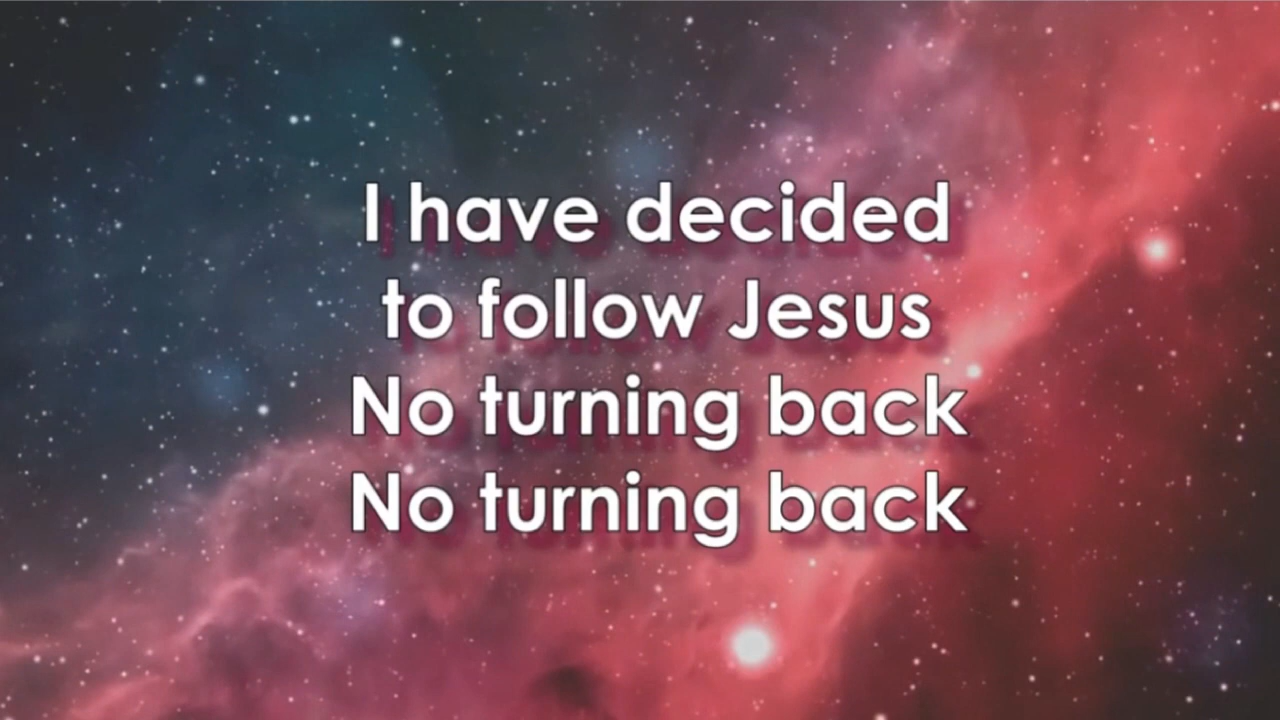 I have decided
to follow Jesus
No turning back
No turning back